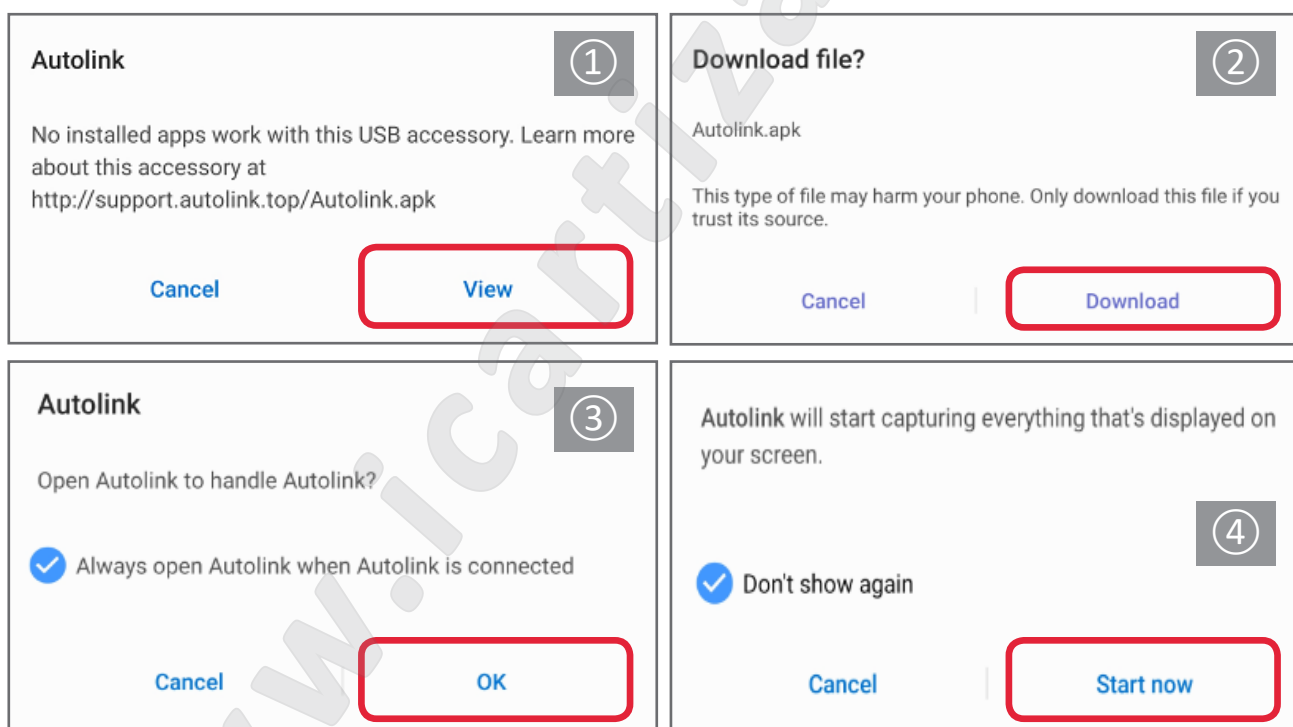 Autolink
①
No installed apps work with this USB accessory. Learn more
about this accessory at
http://support.autolink.top/Autolink.apk
Cancel
View
Download file?
②
Autolink.apk
This type of file may harm your phone. Only download this file if you
trust its source.
Cancel
Download
Autolink
③
Open Autolink to handle Autolink?
Always open Autolink when Autolink is connected
Cancel
OK
Autolink will start capturing everything that's displayed on
your screen.
④
Don't show again
Cancel
Start now